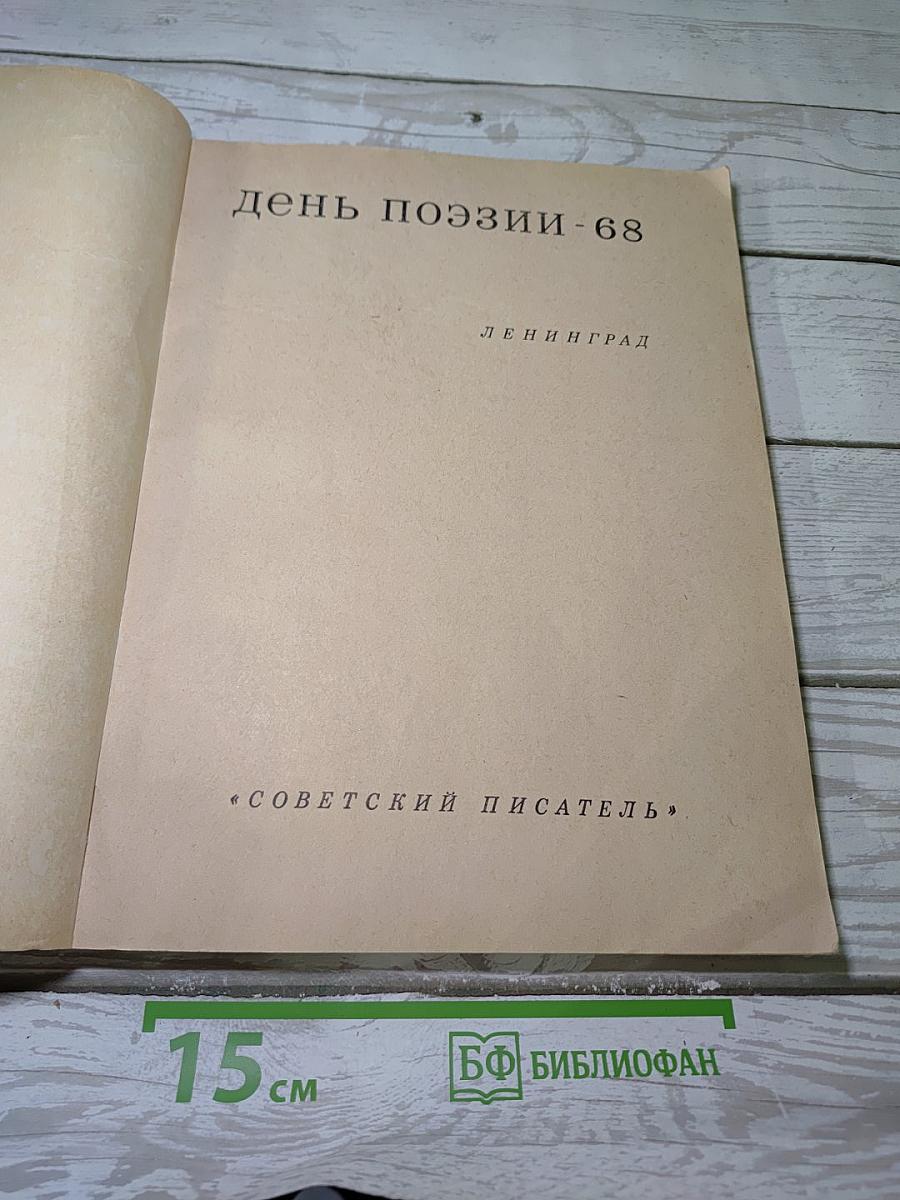 день поэзии - 68
ЛЕНИНГРАД
«СОВЕТСКИЙ ПИСАТЕЛЬ»
15 см
БФ БИБЛИОФАН